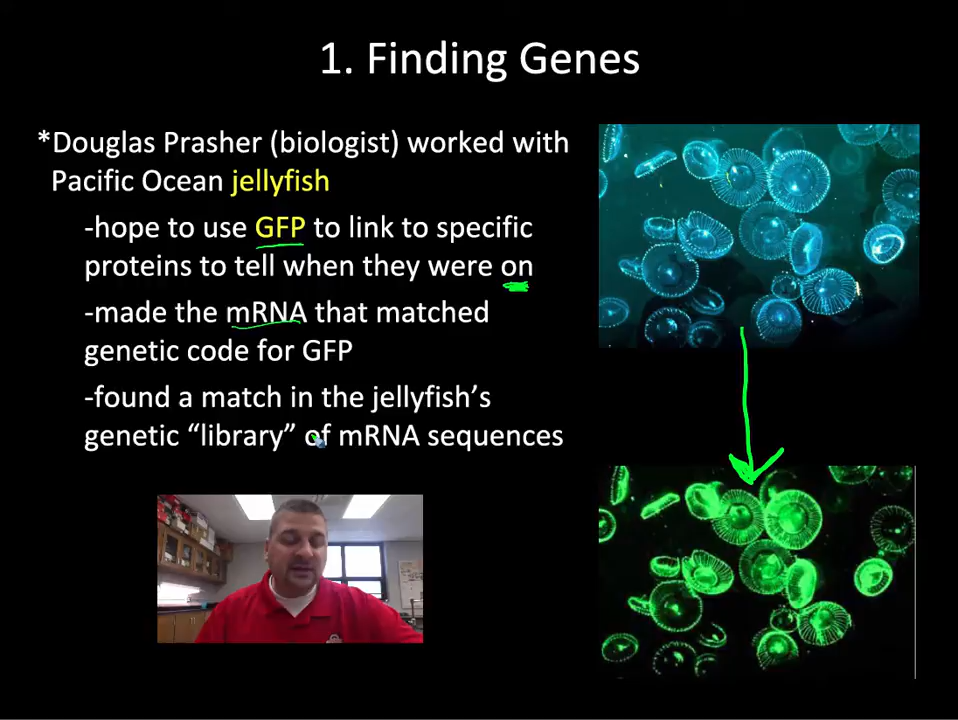 1. Finding Genes
*Douglas Prasher (biologist) worked with
Pacific Ocean jellyfish
-hope to use GFP to link to specific
proteins to tell when they were on
-made the mRNA that matched
genetic code for GFP
-found a match in the jellyfish’s
genetic “library” of mRNA sequences